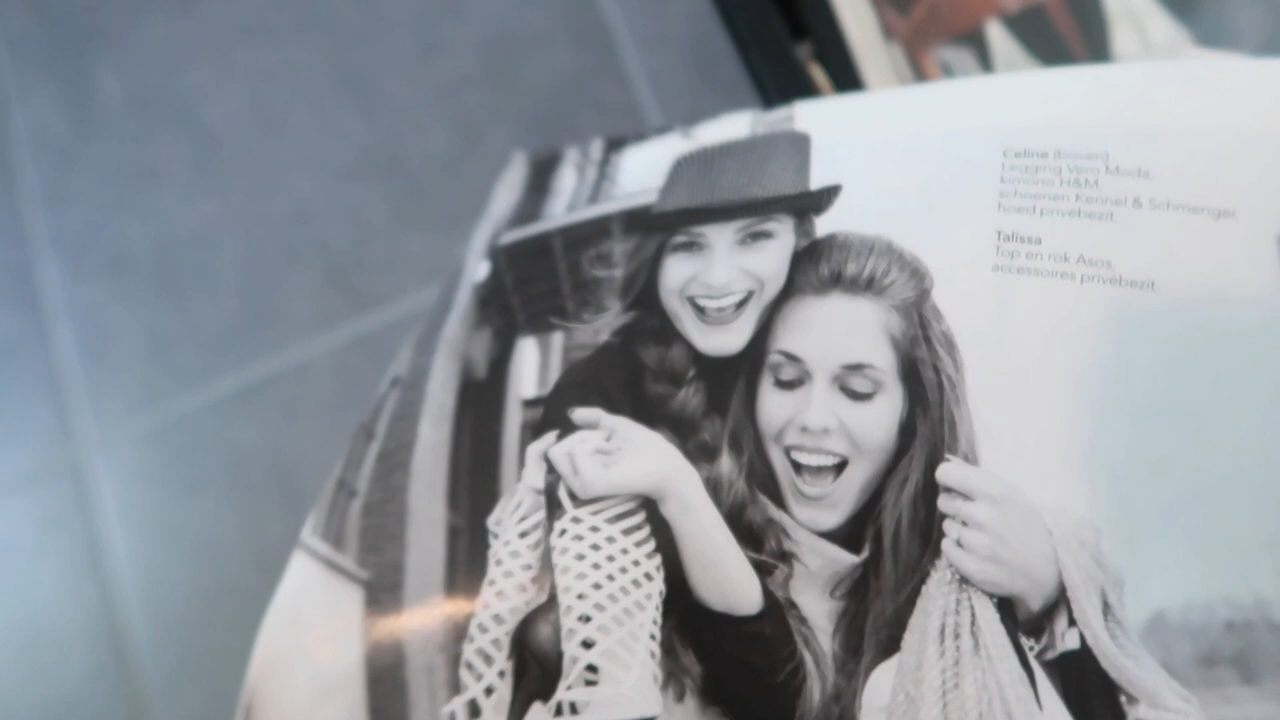 Celine (boven)
Legging Vero Moda,
kimono H&M,
schoenen Kennel & Schmenger,
hoed privébezit.
Talissa
Top en rok Asos,
accessoires privébezit.